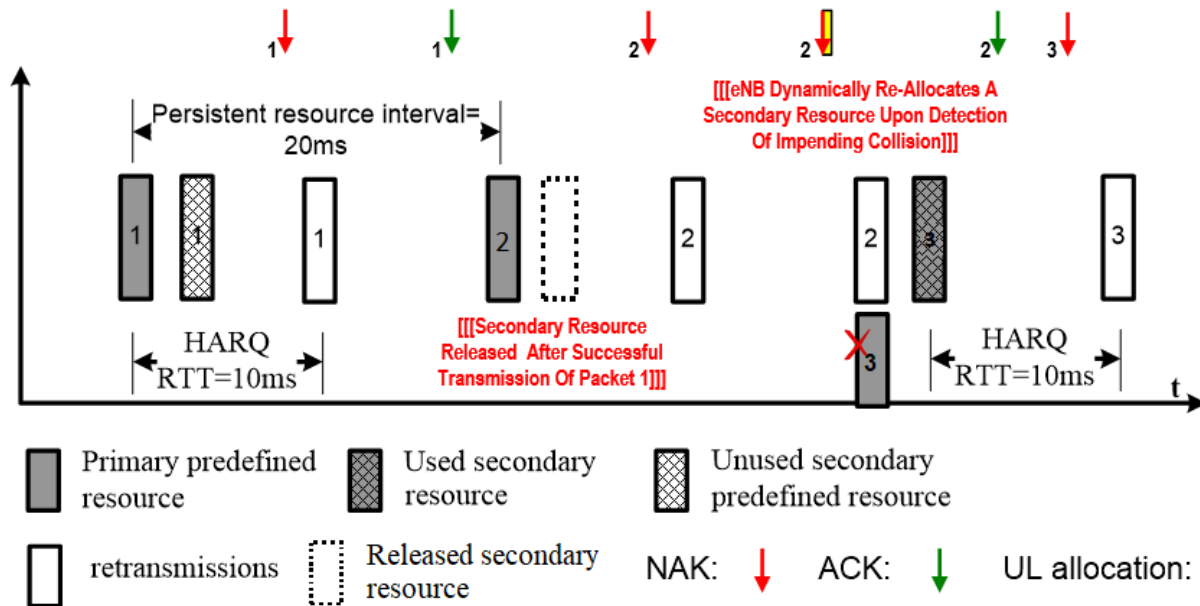 1
1
2
2
2
3
[[[eNB Dynamically Re-Allocates A
Secondary Resource Upon Detection
Of Impending Collision]]]
Persistent resource interval=
20ms
1
1
1
2
2
2
3
3
3
HARQ
RTT=10ms
[[[Secondary Resource
Released After Successful
Transmission Of Packet 1]]]
HARQ
RTT=10ms
t
Primary predefined
resource
Used secondary
resource
Unused secondary
predefined resource
retransmissions
Released secondary
resource
NAK:
ACK:
UL allocation: